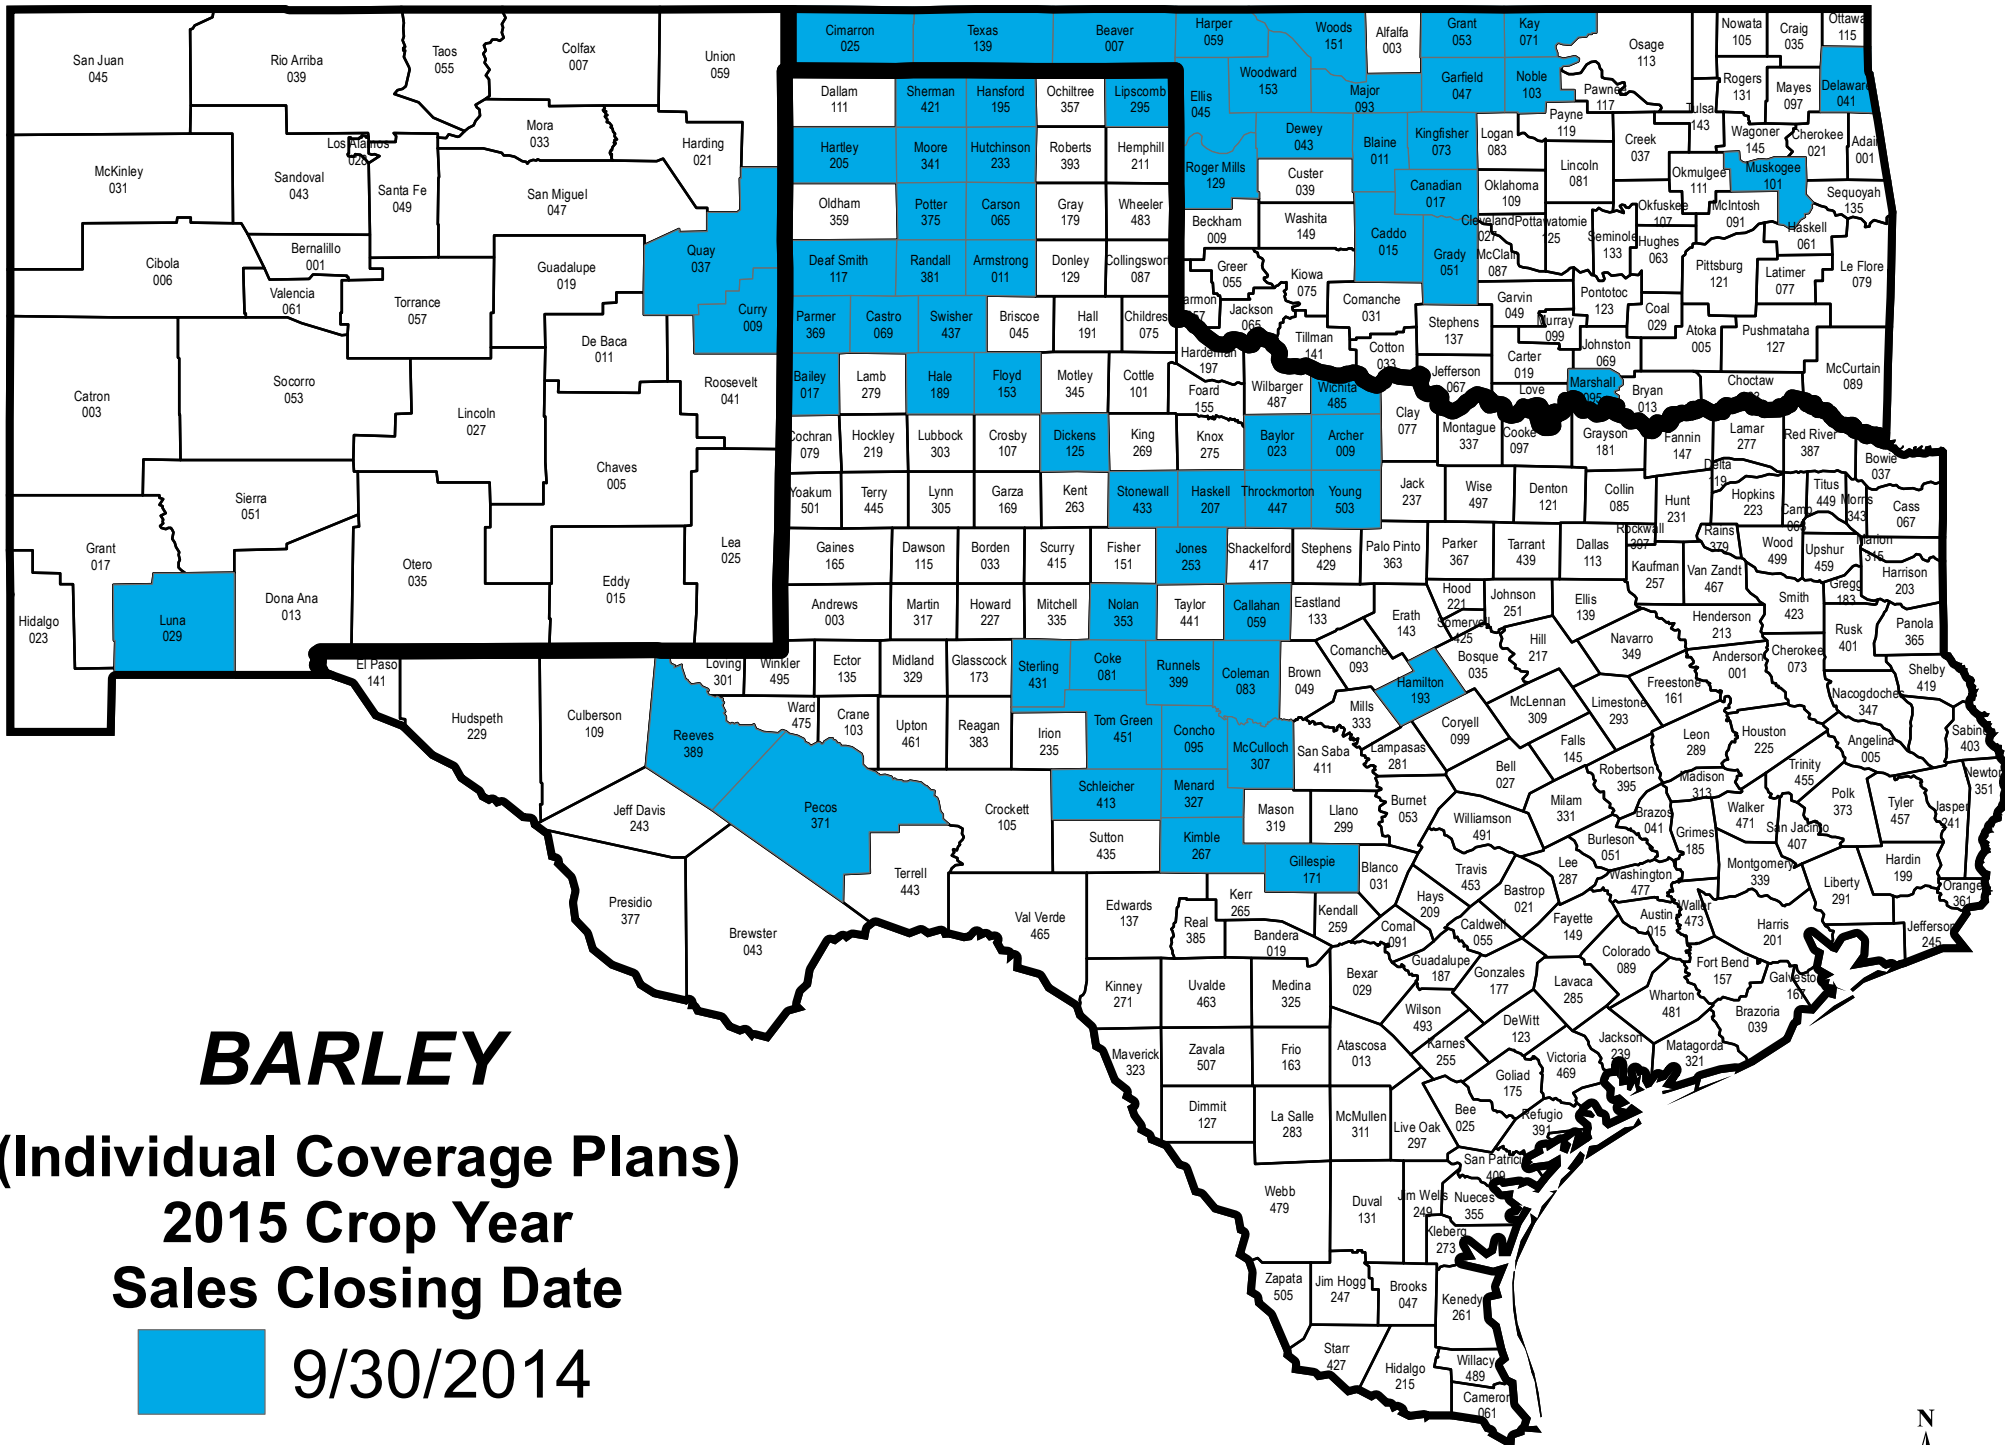 San Juan
045
Rio Arriba
039
Taos
055
Colfax
007
Union
059
Los Alamos
028
Mora
033
Harding
021
McKinley
031
Sandoval
043
Santa Fe
049
San Miguel
047
Quay
037
Bernalillo
001
Cibola
006
Valencia
061
Guadalupe
019
Torrance
057
Curry
009
De Baca
011
Roosevelt
041
Catron
003
Socorro
053
Lincoln
027
Chaves
005
Sierra
051
Grant
017
Otero
035
Lea
025
Eddy
015
Dona Ana
013
Luna
029
Hidalgo
023
Cimarron
025
Texas
139
Beaver
007
Harper
059
Woods
151
Alfalfa
003
Grant
053
Kay
071
Osage
113
Nowata
105
Craig
035
Ottawa
115
Ellis
045
Woodward
153
Major
093
Garfield
047
Noble
103
Pawnee
117
Rogers
131
Mayes
097
Delaware
041
Tulsa
143
Payne
119
Dewey
043
Blaine
011
Kingfisher
073
Logan
083
Creek
037
Wagoner
145
Cherokee
021
Adair
001
Roger Mills
129
Custer
039
Canadian
017
Oklahoma
109
Lincoln
081
Okmulgee
111
Muskogee
101
Sequoyah
135
Okfuskee
107
McIntosh
091
Beckham
009
Washita
149
Caddo
015
Cleveland
027
Pottawatomie
125
Seminole
133
Hughes
063
Haskell
061
Grady
051
McClain
087
Greer
055
Kiowa
075
Pittsburg
121
Latimer
077
Le Flore
079
Comanche
031
Garvin
049
Pontotoc
123
Coal
029
Jackson
065
Tillman
141
Stephens
137
Murray
099
Atoka
005
Pushmataha
127
Cotton
033
Carter
019
Johnston
069
McCurtain
089
Jefferson
067
Love
Marshall
095
Bryan
013
Choctaw
Dallam
111
Sherman
421
Hansford
195
Ochiltree
357
Lipscomb
295
Hartley
205
Moore
341
Hutchinson
233
Roberts
393
Hemphill
211
Oldham
359
Potter
375
Carson
065
Gray
179
Wheeler
483
Deaf Smith
117
Randall
381
Armstrong
011
Donley
129
Collingswor
087
Parmer
369
Castro
069
Swisher
437
Briscoe
045
Hall
191
Childres
075
Hardeman
197
Bailey
017
Lamb
279
Hale
189
Floyd
153
Motley
345
Cottle
101
Foard
155
Wilbarger
487
Wichita
485
Clay
077
Cochran
079
Hockley
219
Lubbock
303
Crosby
107
Dickens
125
King
269
Knox
275
Baylor
023
Archer
009
Montague
337
Cooke
097
Grayson
181
Fannin
147
Lamar
277
Red River
387
Bowie
037
Delta
119
Yoakum
501
Terry
445
Lynn
305
Garza
169
Kent
263
Stonewall
433
Haskell
207
Throckmorton
447
Young
503
Jack
237
Wise
497
Denton
121
Collin
085
Hunt
231
Hopkins
223
Titus
449
Morris
343
Cass
067
Camp
063
Rockwall
397
Rains
379
Wood
499
Upshur
459
Marion
315
Gaines
165
Dawson
115
Borden
033
Scurry
415
Fisher
151
Jones
253
Shackelford
417
Stephens
429
Palo Pinto
363
Parker
367
Tarrant
439
Dallas
113
Kaufman
257
Van Zandt
467
Gregg
183
Harrison
203
Smith
423
Andrews
003
Martin
317
Howard
227
Mitchell
335
Nolan
353
Taylor
441
Callahan
059
Eastland
133
Erath
143
Hood
221
Somervell
425
Johnson
251
Ellis
139
Henderson
213
Rusk
401
Panola
365
El Paso
141
Hudspeth
229
Culberson
109
Reeves
389
Loving
301
Winkler
495
Ector
135
Midland
329
Glasscock
173
Sterling
431
Coke
081
Runnels
399
Coleman
083
Brown
049
Comanche
093
Hamilton
193
Bosque
035
Hill
217
Navarro
349
Anderson
001
Cherokee
073
Shelby
419
Nacogdoches
347
Ward
475
Crane
103
Upton
461
Reagan
383
Irion
235
Tom Green
451
Concho
095
McCulloch
307
San Saba
411
Mills
333
Lampasas
281
Coryell
099
McLennan
309
Limestone
293
Freestone
161
Leon
289
Houston
225
Angelina
005
Sabine
403
Falls
145
Bell
027
Robertson
395
Madison
313
Trinity
455
Newton
351
Jeff Davis
243
Pecos
371
Crockett
105
Schleicher
413
Menard
327
Mason
319
Llano
299
Burnet
053
Williamson
491
Milam
331
Brazos
041
Grimes
185
Walker
471
San Jacinto
407
Polk
373
Tyler
457
Jasper
241
Terrell
443
Sutton
435
Kimble
267
Gillespie
171
Blanco
031
Travis
453
Lee
287
Burleson
051
Washington
477
Montgomery
339
Liberty
291
Hardin
199
Orange
361
Presidio
377
Brewster
043
Val Verde
465
Edwards
137
Real
385
Kerr
265
Kendall
259
Bandera
019
Hays
209
Comal
091
Caldwell
055
Bastrop
021
Fayette
149
Austin
015
Waller
473
Harris
201
Jefferson
245
Kinney
271
Uvalde
463
Medina
325
Bexar
029
Guadalupe
187
Gonzales
177
Lavaca
285
Colorado
089
Fort Bend
157
Galvesto
167
Wharton
481
Brazoria
039
Wilson
493
DeWitt
123
Jackson
239
Matagorda
321
Maverick
323
Zavala
507
Frio
163
Atascosa
013
Karnes
255
Victoria
469
Goliad
175
Dimmit
127
La Salle
283
McMullen
311
Live Oak
297
Bee
025
Refugio
391
San Patrici
409
Webb
479
Duval
131
Jim Wells
249
Nueces
355
Kleberg
273
Zapata
505
Jim Hogg
247
Brooks
047
Kenedy
261
Starr
427
Hidalgo
215
Willacy
489
Cameron
061
BARLEY
(Individual Coverage Plans)
2015 Crop Year
Sales Closing Date
9/30/2014
N